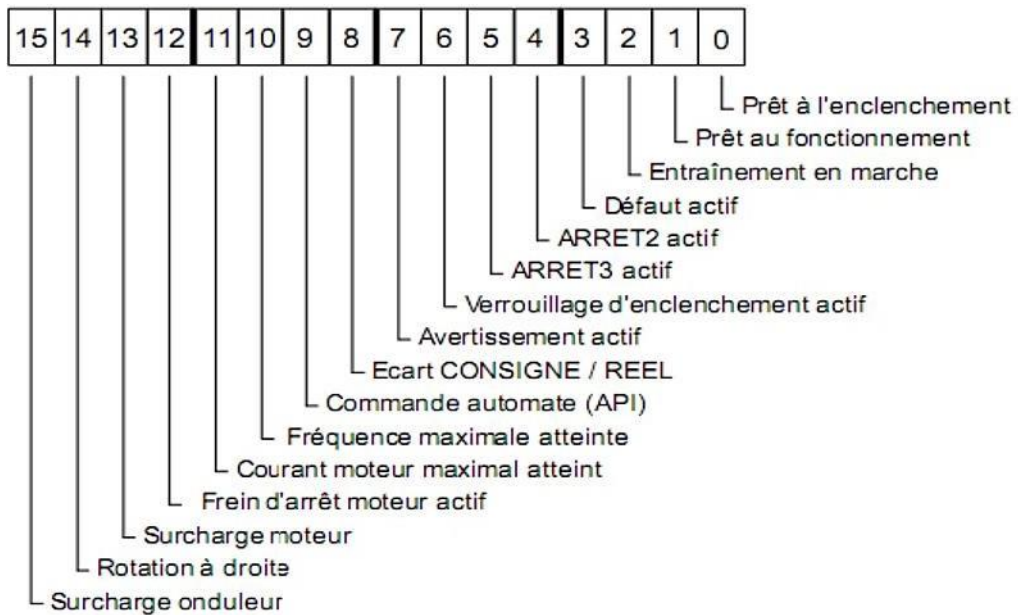 15 14 13 12 11 10 9 8 7 6 5 4 3 2 1 0
Prêt à l'enclenchement
Prêt au fonctionnement
Entraînement en marche
Défaut actif
ARRET2 actif
ARRET3 actif
Verrouillage d'enclenchement actif
Avertissement actif
Ecart CONSIGNE / REEL
Commande automate (API)
Fréquence maximale atteinte
Courant moteur maximal atteint
Frein d'arrêt moteur actif
Surcharge moteur
Rotation à droite
Surcharge onduleur